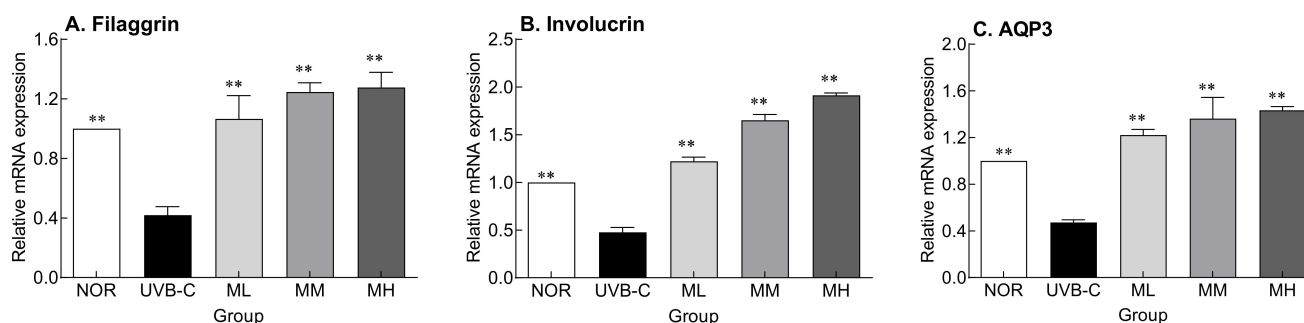 A. Filaggrin
Relative mRNA expression
1.6
1.2
0.8
0.4
0.0
** ** ** **
NOR UVB-C ML MM MH
Group
B. Involucrin
Relative mRNA expression
2.5
2.0
1.5
1.0
0.5
0.0
** ** ** **
NOR UVB-C ML MM MH
Group
C. AQP3
Relative mRNA expression
2.0
1.6
1.2
0.8
0.4
0.0
** ** ** **
NOR UVB-C ML MM MH
Group